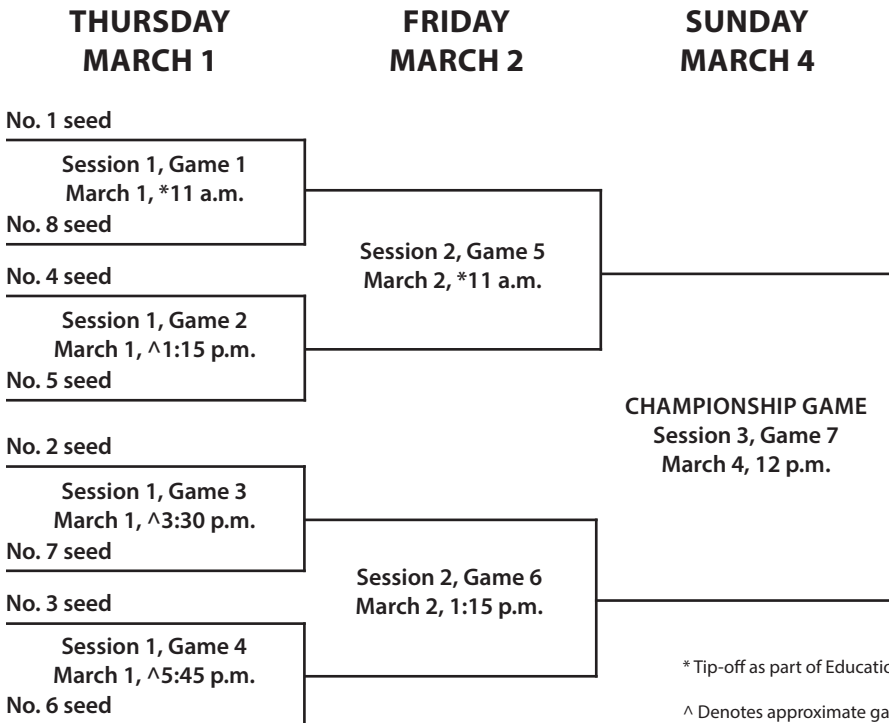 THURSDAY
MARCH 1
FRIDAY
MARCH 2
SUNDAY
MARCH 4
No. 1 seed
Session 1, Game 1
March 1, *11 a.m.
No. 8 seed
No. 4 seed
Session 1, Game 2
March 1, ^1:15 p.m.
No. 5 seed
No. 2 seed
Session 1, Game 3
March 1, ^3:30 p.m.
No. 7 seed
No. 3 seed
Session 1, Game 4
March 1, ^5:45 p.m.
No. 6 seed
Session 2, Game 5
March 2, *11 a.m.
Session 2, Game 6
March 2, 1:15 p.m.
CHAMPIONSHIP GAME
Session 3, Game 7
March 4, 12 p.m.
* Tip-off as part of
^ Denotes approximate